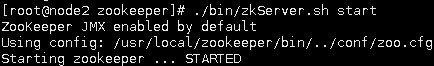 [root@node2 zookeeper]# ./bin/zkServer.sh start
ZooKeeper JMX enabled by default
Using config: /usr/local/zookeeper/bin/../conf/zoo.cfg
Starting zookeeper ... STARTED